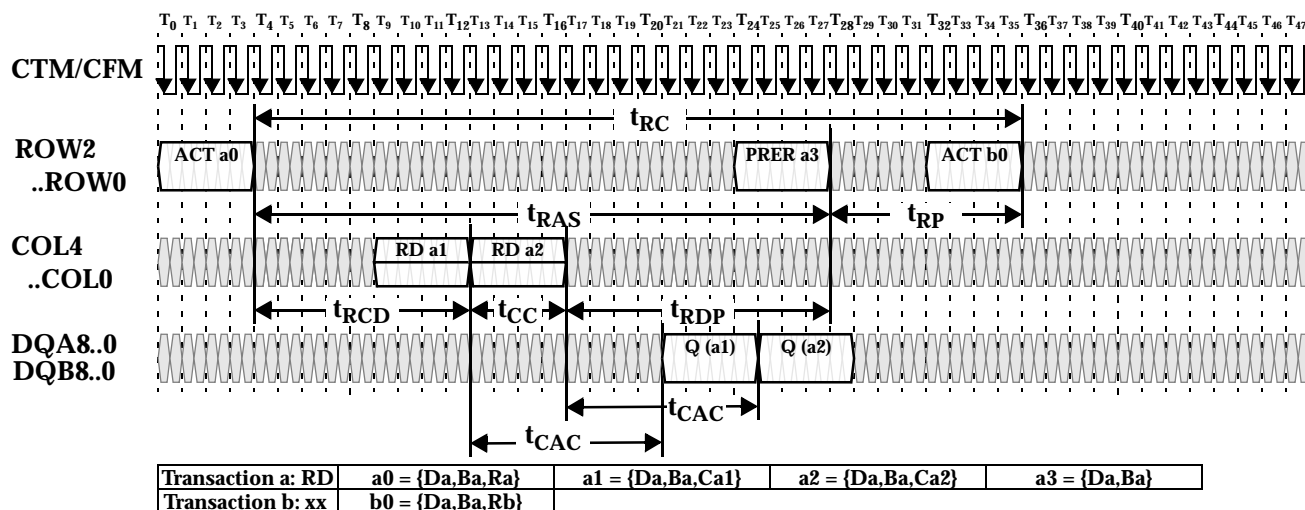 T0 T1 T2 T3 T4 T5 T6 T7 T8 T9 T10 T11 T12 T13 T14 T15 T16 T17 T18 T19 T20 T21 T22 T23 T24 T25 T26 T27 T28 T29 T30 T31 T32 T33 T34 T35 T36 T37 T38 T39 T40 T41 T42 T43 T44 T45 T46 T47
CTM/CFM
tRC
ROW2
..ROW0
ACT a0
PRER a3
ACT b0
tRAS
tRP
COL4
..COL0
RD a1
RD a2
tRCD
tCC
tRDP
DQA8..0
DQB8..0
Q (a1)
Q (a2)
tCAC
tCAC
Transaction a: RD a0 = {Da,Ba,Ra} a1 = {Da,Ba,Ca1} a2 = {Da,Ba,Ca2} a3 = {Da,Ba}
Transaction b: xx b0 = {Da,Ba,Rb}